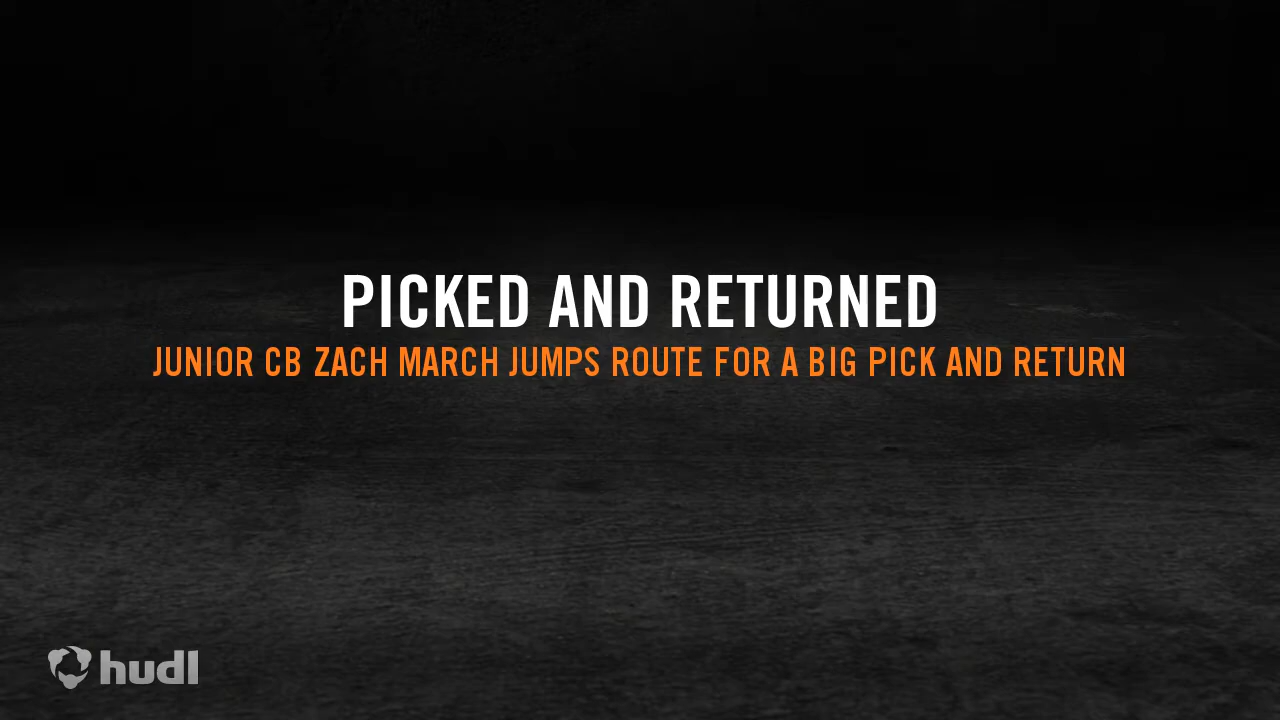 PICKED AND RETURNED
JUNIOR CB ZACH MARCH JUMPS ROUTE FOR A BIG PICK AND RETURN
hudl